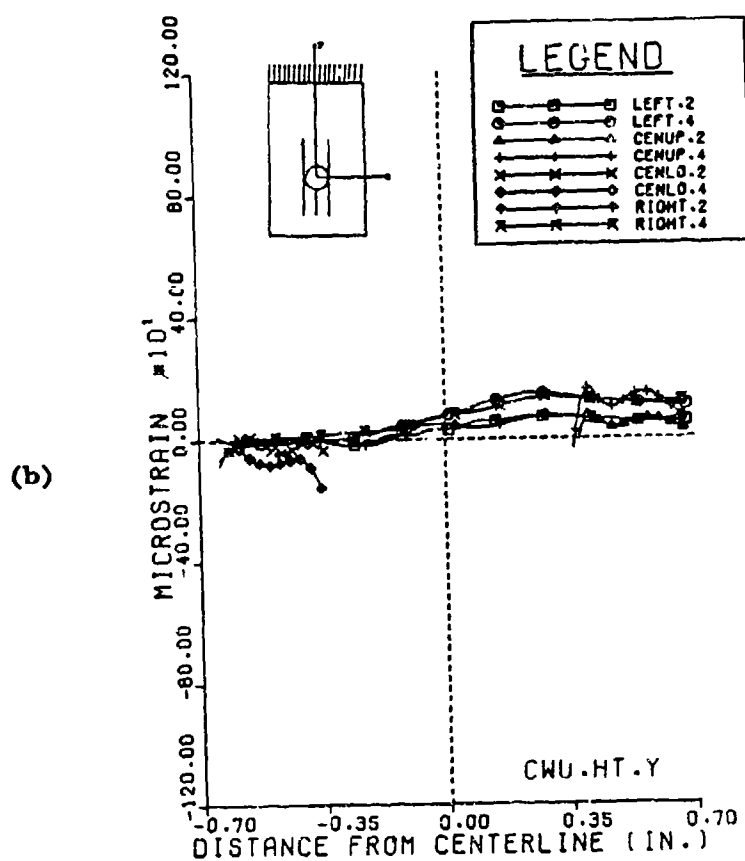 LEGEND
LEFT.2
LEFT.4
CENUP.2
CENUP.4
CENLO.2
CENLO.4
RIGHT.2
RIGHT.4
120.00
80.00
40.00
0.00
-40.00
-80.00
-120.00
MICROSTRAIN *10¹
(b)
CWU.HT.Y
-0.70
-0.35
0.00
0.35
0.70
DISTANCE FROM CENTERLINE (IN.)